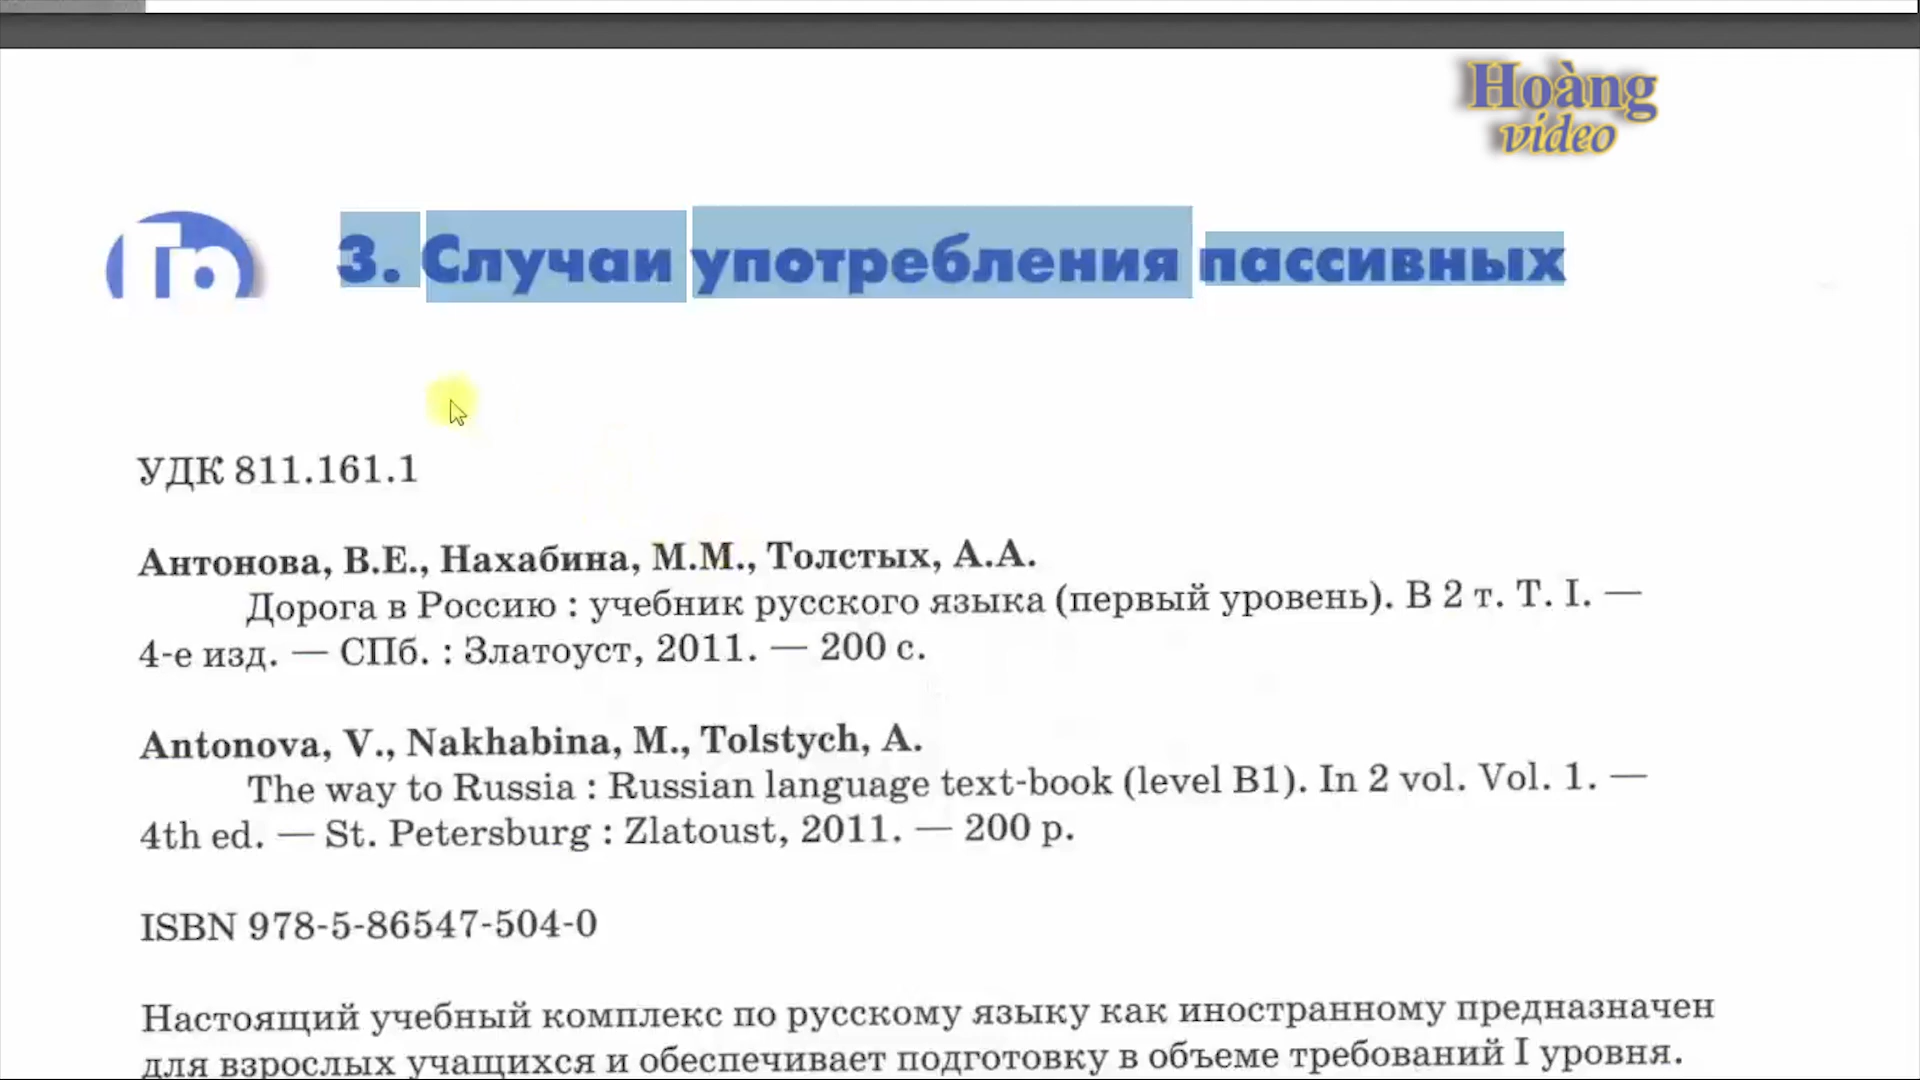 Hoàng
video
Гр
3. Случаи употребления пассивных
УДК 811.161.1
Антонова, В.Е., Нахабина, М.М., Толстых, А.А.
Дорога в Россию : учебник русского языка (первый уровень). В 2 т. Т. I. —
4-е изд. — СПб. : Златоуст, 2011. — 200 с.
Antonova, V., Nakhabina, M., Tolstych, A.
The way to Russia : Russian language text-book (level B1). In 2 vol. Vol. 1. —
4th ed. — St. Petersburg : Zlatoust, 2011. — 200 p.
ISBN 978-5-86547-504-0
Настоящий учебный комплекс по русскому языку как иностранному предназначен
для взрослых учащихся и обеспечивает подготовку в объеме требований I уровня.